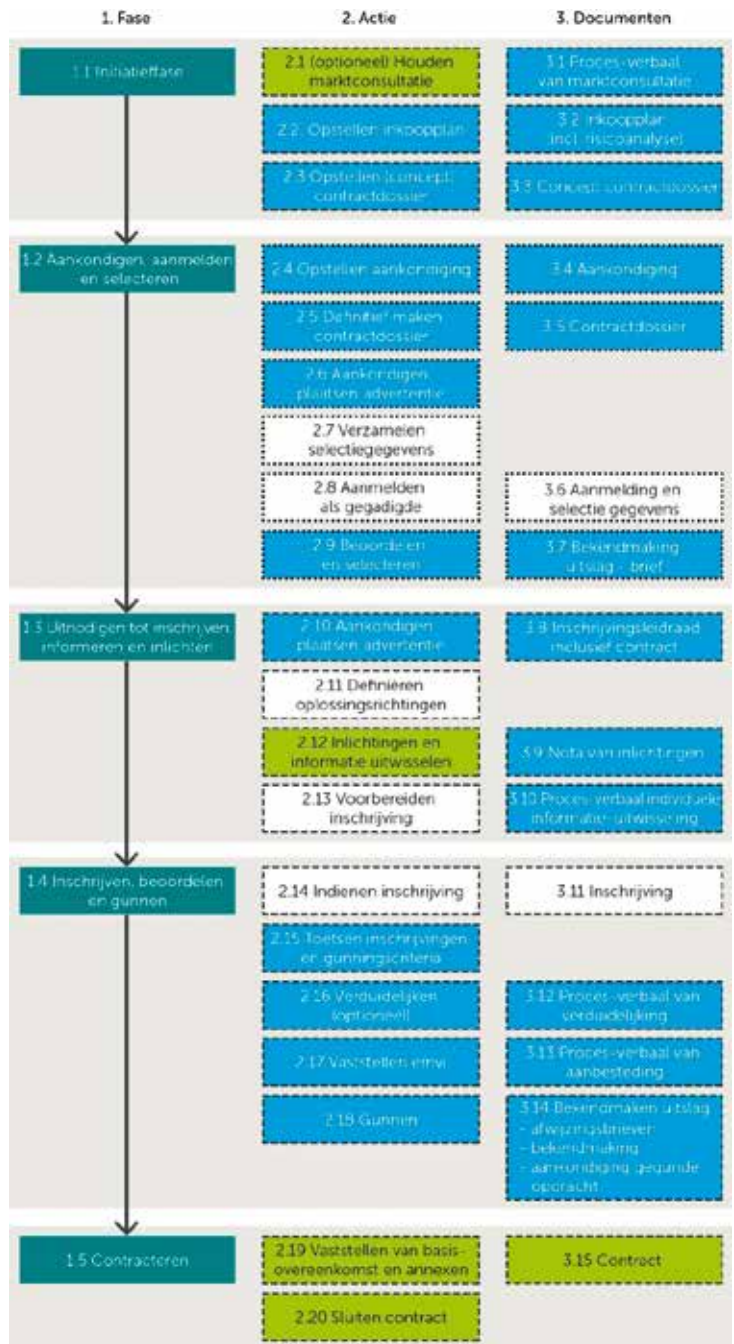 1. Fase
2. Actie
3. Documenten
1.1 Initiatieffase
2.1 (optioneel) Houden
marktconsultatie
3.1 Proces-verbaal
van marktconsultatie
2.2. Opstellen inkoopplan
3.2 Inkoopplan
(incl. risicoanalyse)
2.3 Opstellen (concept)
contractdossier
3.3 Concept contractdossier
1.2 Aankondigen, aanmelden
en selecteren
2.4 Opstellen aankondiging
3.4 Aankondiging
2.5 Definitief maken
contractdossier
3.5 Contractdossier
2.6 Aankondigen
plaatsen advertentie
2.7 Verzamelen
selectiegegevens
2.8 Aanmelden
als gegadigde
3.6 Aanmelding en
selectie gegevens
2.9 Beoordelen
en selecteren
3.7 Bekendmaking
uitslag - brief
1.3 Uitnodigen tot inschrijven
informeren en inlichten
2.10 Aankondigen
plaatsen advertentie
3.8 Inschrijvingsleidraad
inclusief contract
2.11 Definiëren
oplossingsrichtingen
2.12 Inlichtingen en
informatie uitwisselen
3.9 Nota van inlichtingen
2.13 Voorbereiden
inschrijving
3.10 Proces-verbaal individuele
informatie-uitwisseling
1.4 Inschrijven, beoordelen
en gunnen
2.14 Indienen inschrijving
3.11 Inschrijving
2.15 Toetsen inschrijvingen
en gunningscriteria
2.16 Verduidelijken
(optioneel)
3.12 Proces-verbaal van
verduidelijking
2.17 Vaststellen emvi
3.13 Proces-verbaal van
aanbesteding
2.18 Gunnen
3.14 Bekendmaken uitslag
- afwijzingsbrieven
- bekendmaking
- aankondiging gegunde
opdracht
1.5 Contracteren
2.19 Vaststellen van basis-
overeenkomst en annexen
3.15 Contract
2.20 Sluiten contract